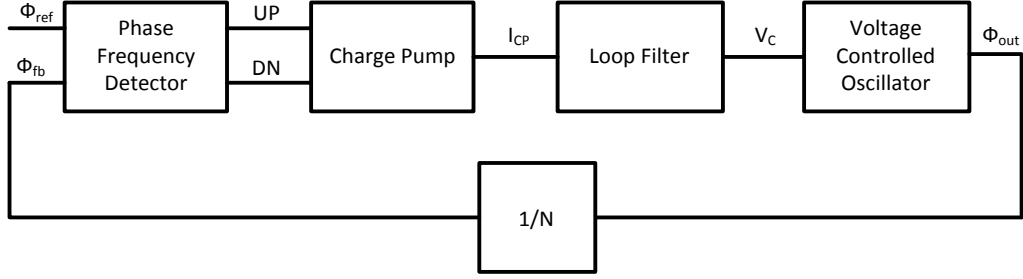 Φref
Φfb
Phase
Frequency
Detector
UP
DN
Charge Pump
ICP
Loop Filter
VC
Voltage
Controlled
Oscillator
Φout
1/N